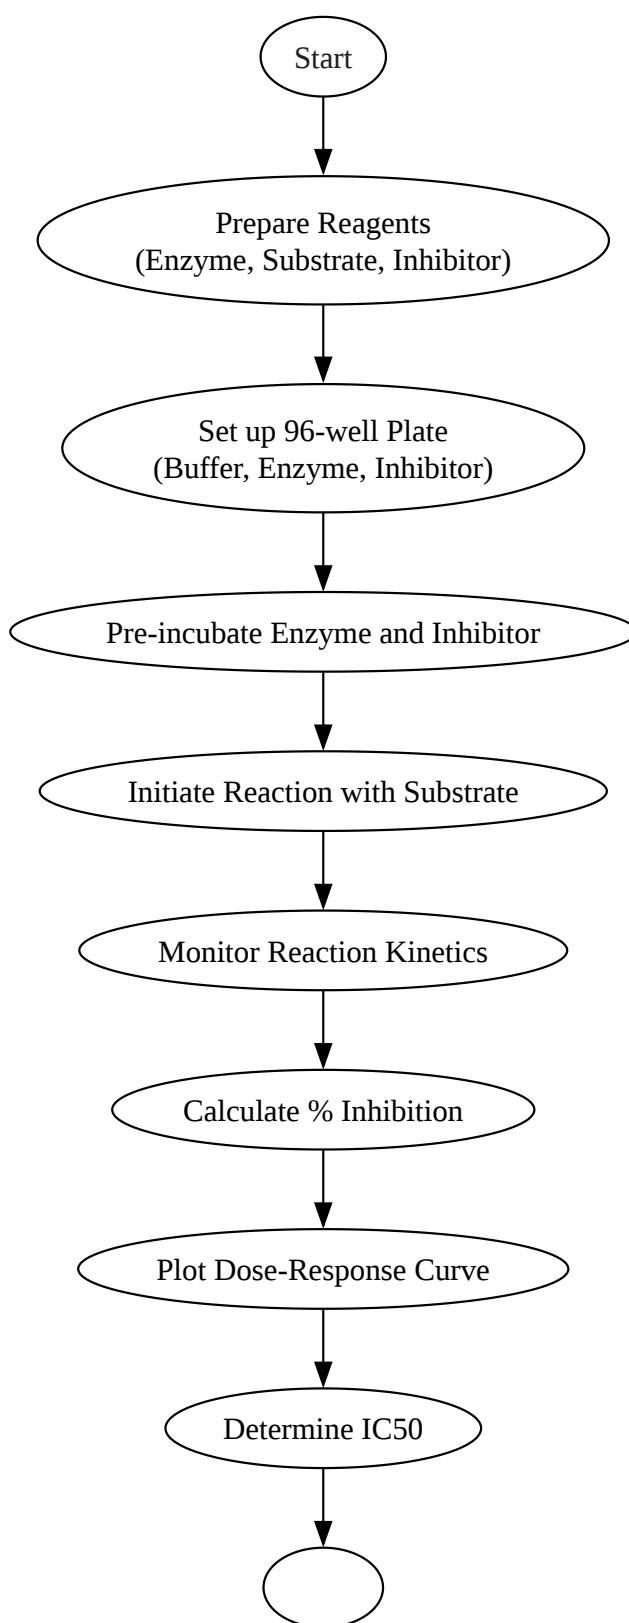 Start
Prepare Reagents
(Enzyme, Substrate, Inhibitor)
Set up 96-well Plate
(Buffer, Enzyme, Inhibitor)
Pre-incubate Enzyme and Inhibitor
Initiate Reaction with Substrate
Monitor Reaction Kinetics
Calculate % Inhibition
Plot Dose-Response Curve
Determine IC50